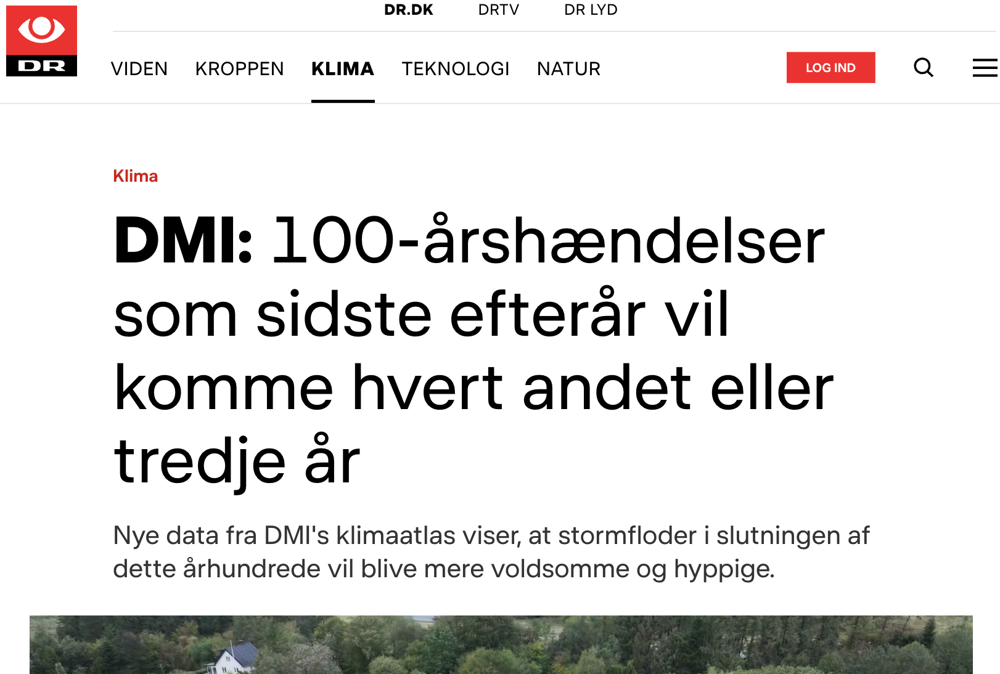 DR.DK DRTV DR LYD
DR
VIDEN KROPPEN KLIMA TEKNOLOGI NATUR LOG IND
Klima
DMI: 100-årshændelser
som sidste efterår vil
komme hvert andet eller
tredje år
Nye data fra DMI's klimaatlas viser, at stormfloder i slutningen af
dette århundrede vil blive mere voldsomme og hyppige.